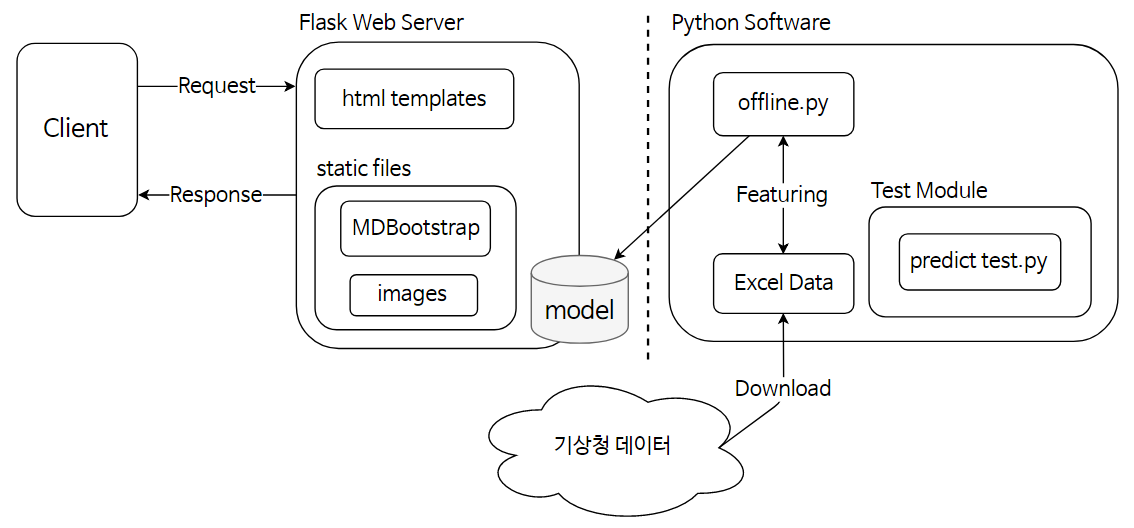 Flask Web Server
Python Software
Client
Request
html templates
Response
static files
MDBootstrap
images
model
offline.py
Featuring
Test Module
predict test.py
Excel Data
Download
기상청 데이터